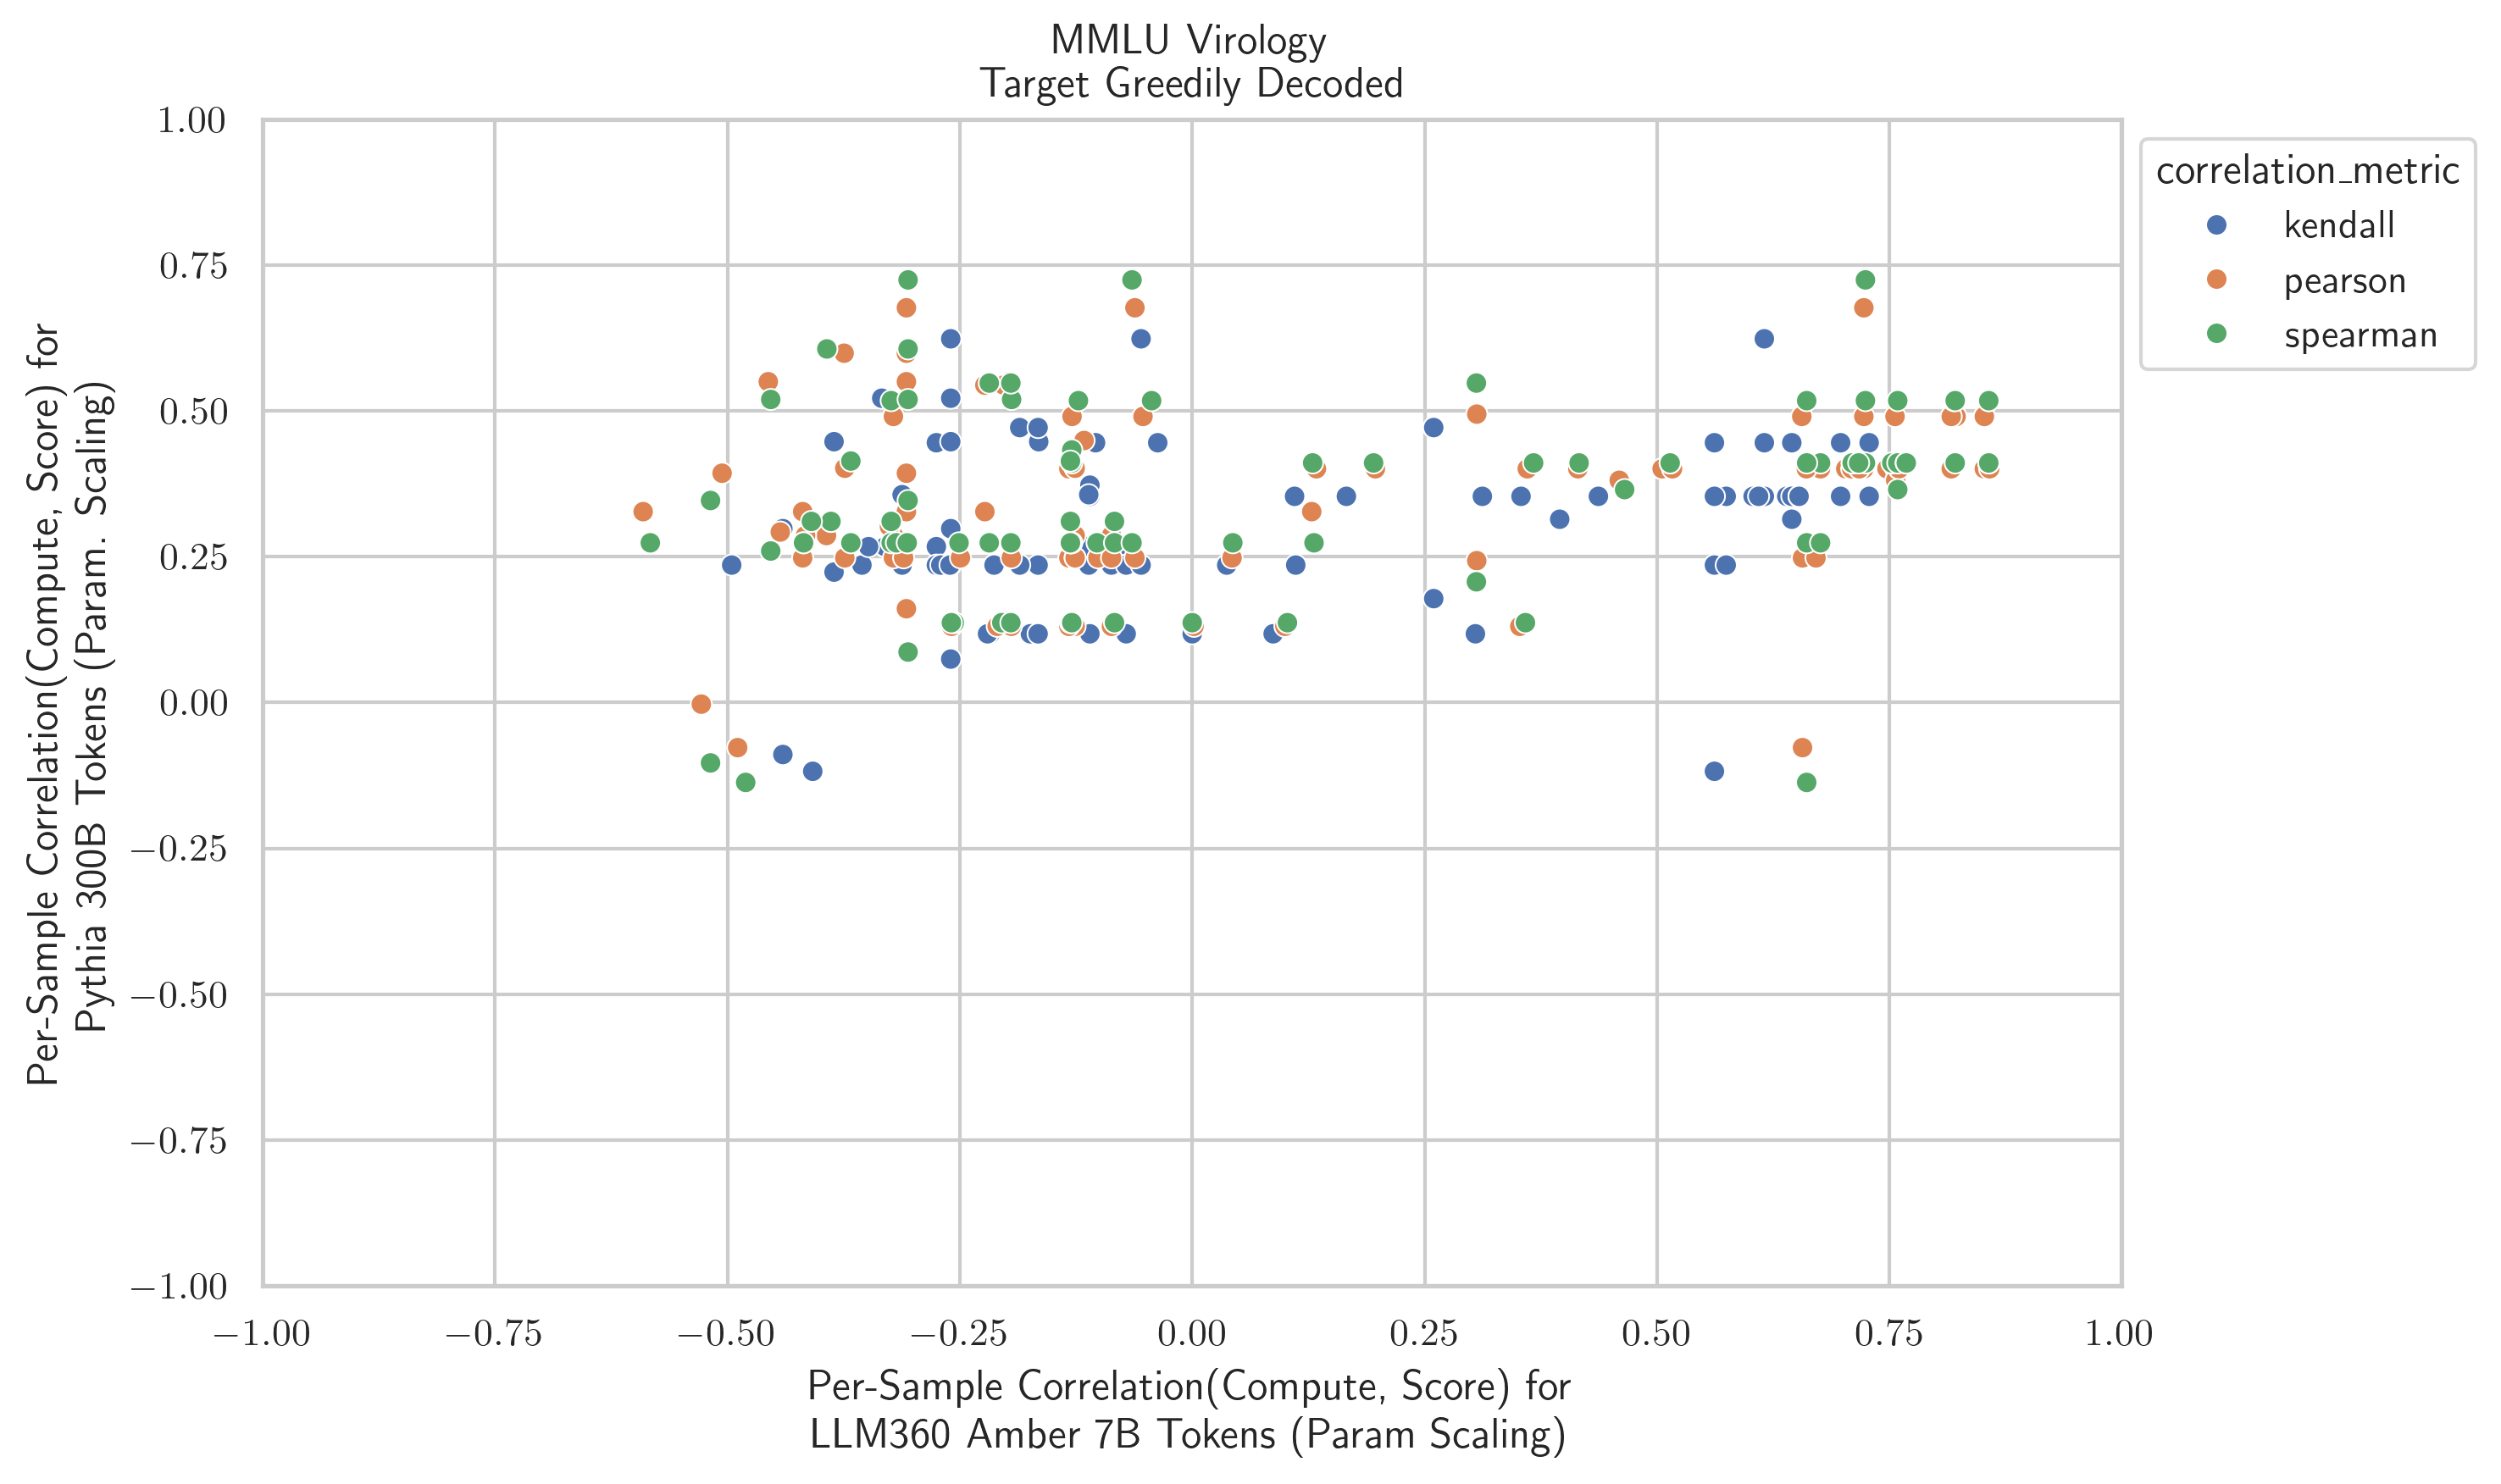 MMLU Virology
Target Greedily Decoded
1.00
0.75
0.50
0.25
0.00
−0.25
−0.50
−0.75
−1.00
Per-Sample Correlation(Compute, Score) for
Pythia 300B Tokens (Param. Scaling)
correlation_metric
kendall
pearson
spearman
−1.00
−0.75
−0.50
−0.25
0.00
0.25
0.50
0.75
1.00
Per-Sample Correlation(Compute, Score) for
LLM360 Amber 7B Tokens (Param Scaling)